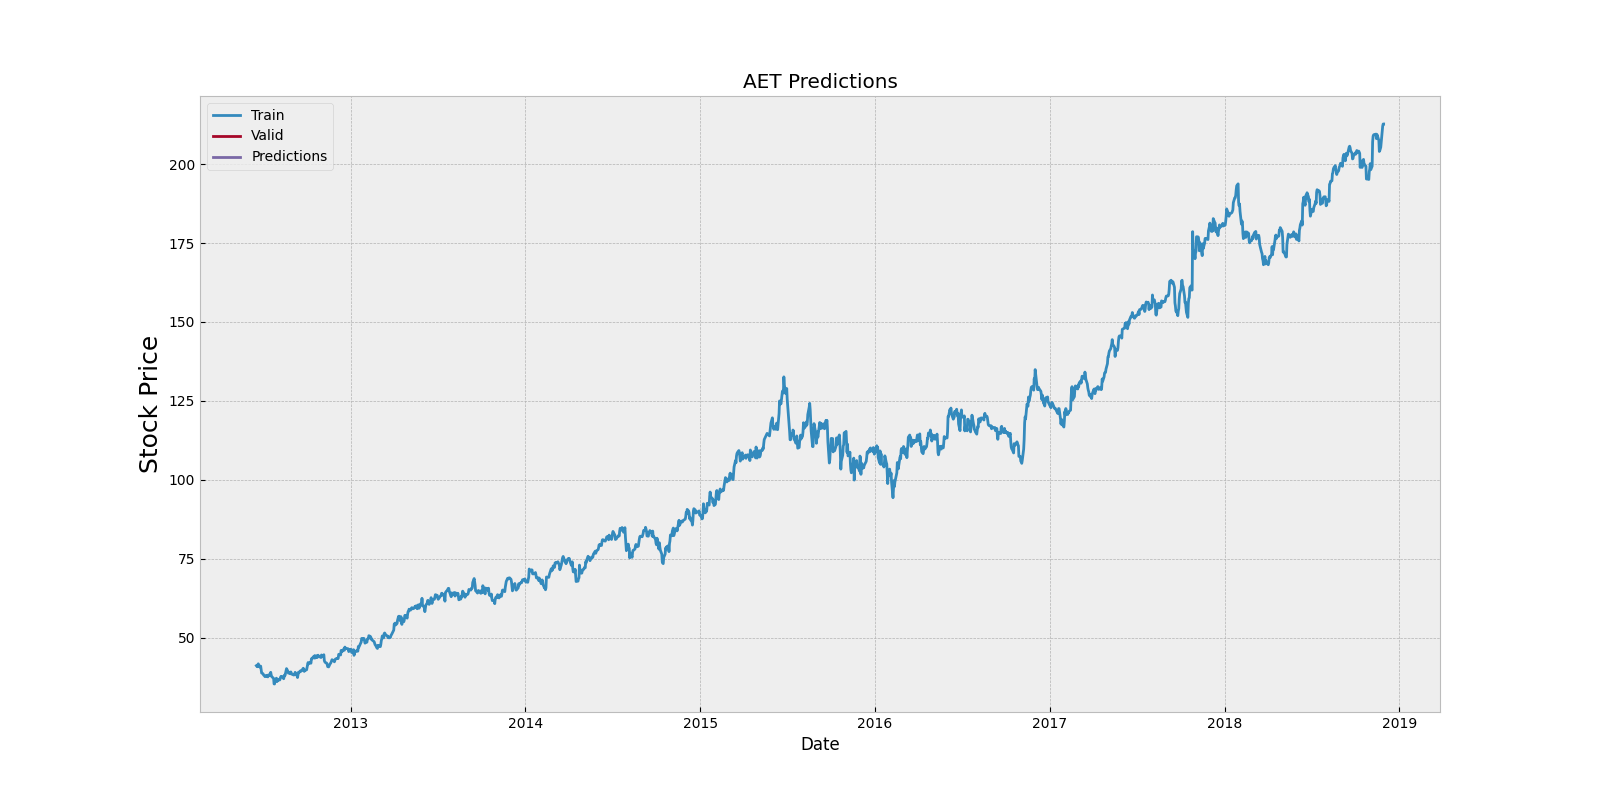 AET Predictions
Train
Valid
Predictions
Stock Price
200
175
150
125
100
75
50
2013 2014 2015 2016 2017 2018 2019
Date